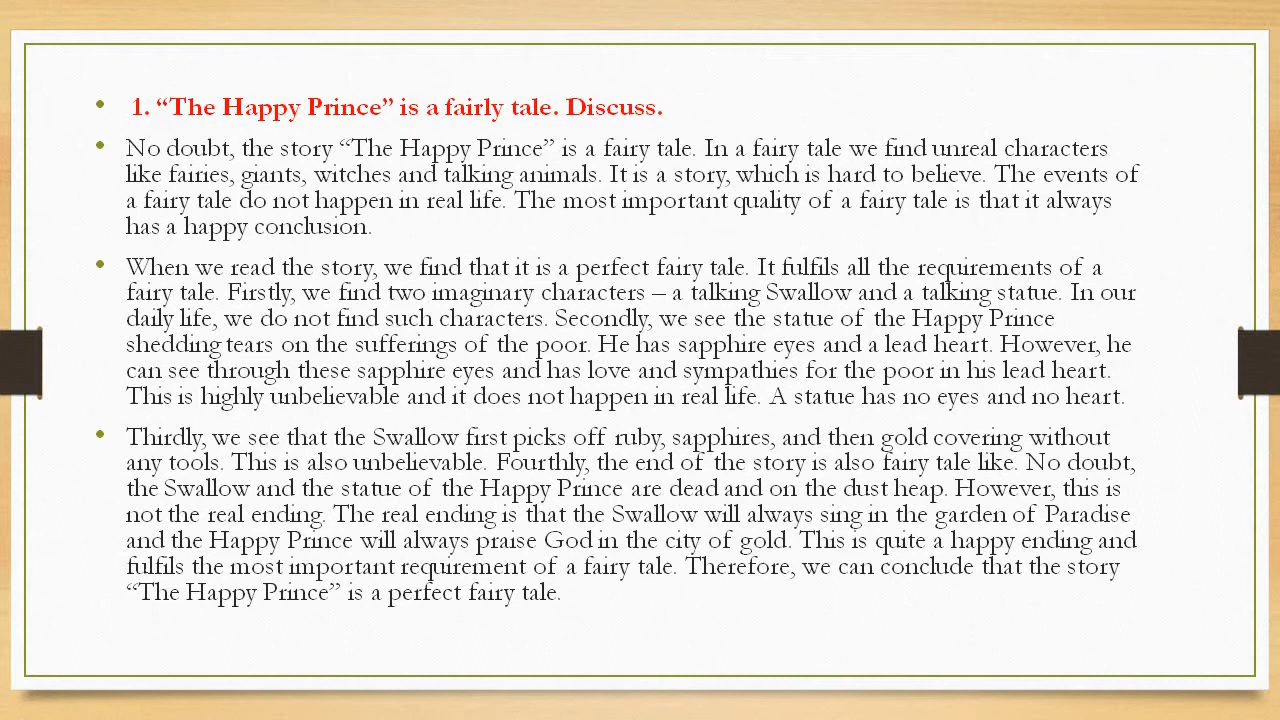 • 1. “The Happy Prince” is a fairly tale. Discuss.
• No doubt, the story “The Happy Prince” is a fairy tale. In a fairy tale we find unreal characters
like fairies, giants, witches and talking animals. It is a story, which is hard to believe. The events of
a fairy tale do not happen in real life. The most important quality of a fairy tale is that it always
has a happy conclusion.
• When we read the story, we find that it is a perfect fairy tale. It fulfils all the requirements of a
fairy tale. Firstly, we find two imaginary characters – a talking Swallow and a talking statue. In our
daily life, we do not find such characters. Secondly, we see the statue of the Happy Prince
shedding tears on the sufferings of the poor. He has sapphire eyes and a lead heart. However, he
can see through these sapphire eyes and has love and sympathies for the poor in his lead heart.
This is highly unbelievable and it does not happen in real life. A statue has no eyes and no heart.
• Thirdly, we see that the Swallow first picks off ruby, sapphires, and then gold covering without
any tools. This is also unbelievable. Fourthly, the end of the story is also fairy tale like. No doubt,
the Swallow and the statue of the Happy Prince are dead and on the dust heap. However, this is
not the real ending. The real ending is that the Swallow will always sing in the garden of Paradise
and the Happy Prince will always praise God in the city of gold. This is quite a happy ending and
fulfils the most important requirement of a fairy tale. Therefore, we can conclude that the story
“The Happy Prince” is a perfect fairy tale.